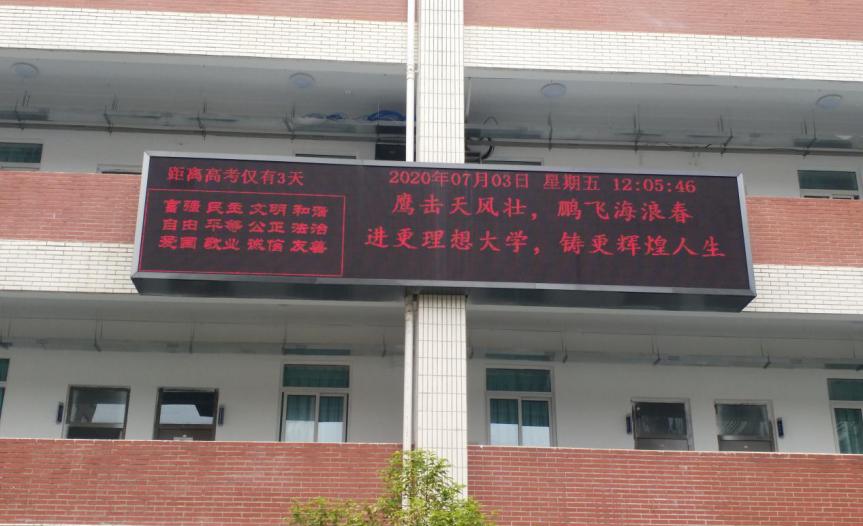 距离高考仅有3天
2020年07月03日 星期五 12:05:46
富强 民主 文明 和谐
自由 平等 公正 法治
爱国 敬业 诚信 友善
鹰击天风壮，鹏飞海浪春
进更理想大学，铸更辉煌人生